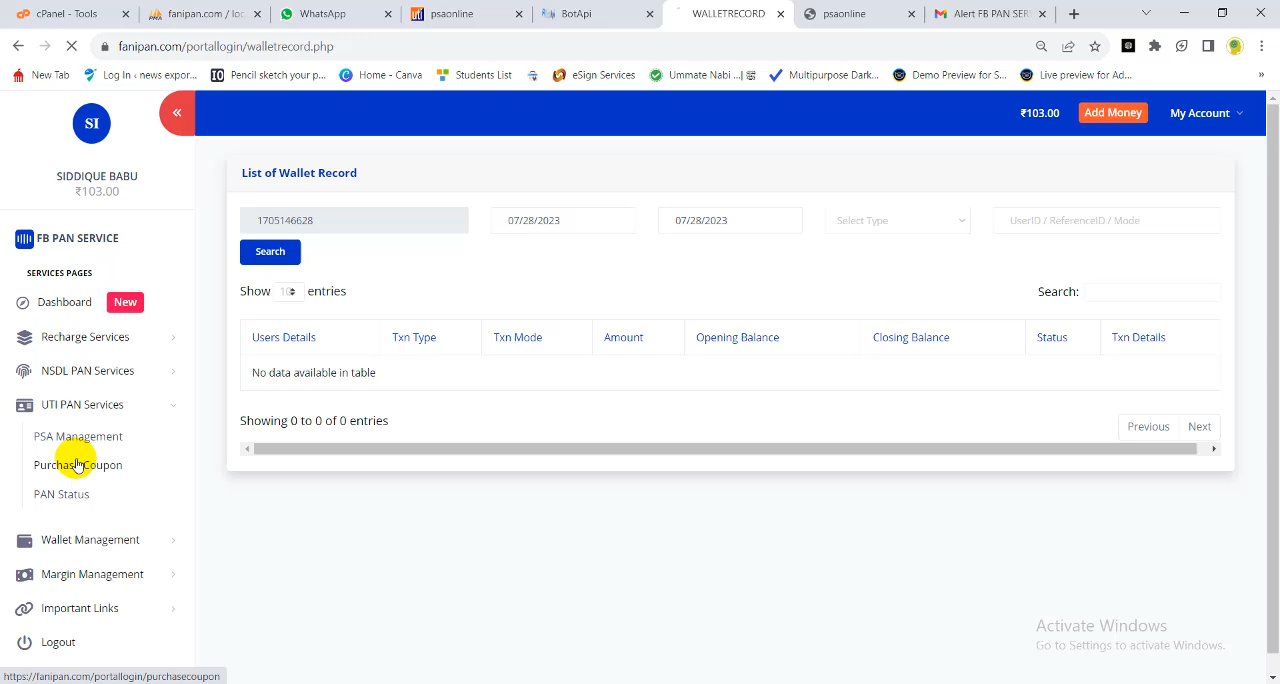 cPanel - Tools
fanipan.com / loc
WhatsApp
psaonline
BotApi
WALLETRECORD
psaonline
Alert FB PAN SER
fanipan.com/portallogin/walletrecord.php
New Tab
Log In ‹ news expor...
Pencil sketch your p...
Home - Canva
Students List
eSign Services
Multipurpose Dark...
Demo Preview for S...
Live preview for Ad...
»
SI
«
₹103.00
Add Money
My Account
SIDDIQUE BABU
₹103.00
List of Wallet Record
1705146628
07/28/2023
07/28/2023
Select Type
UserID / ReferenceID / Mode
Search
FB PAN SERVICE
SERVICES PAGES
Dashboard
New
Recharge Services
NSDL PAN Services
UTI PAN Services
PSA Management
Purchase Coupon
PAN Status
Wallet Management
Margin Management
Important Links
Logout
Show 10 entries
Search:
Users Details
Txn Type
Txn Mode
Amount
Opening Balance
Closing Balance
Status
Txn Details
No data available in table
Showing 0 to 0 of 0 entries
Previous
Next
Activate Windows
Go to Settings to activate Windows.
https://fanipan.com/portallogin/purchasecoupon